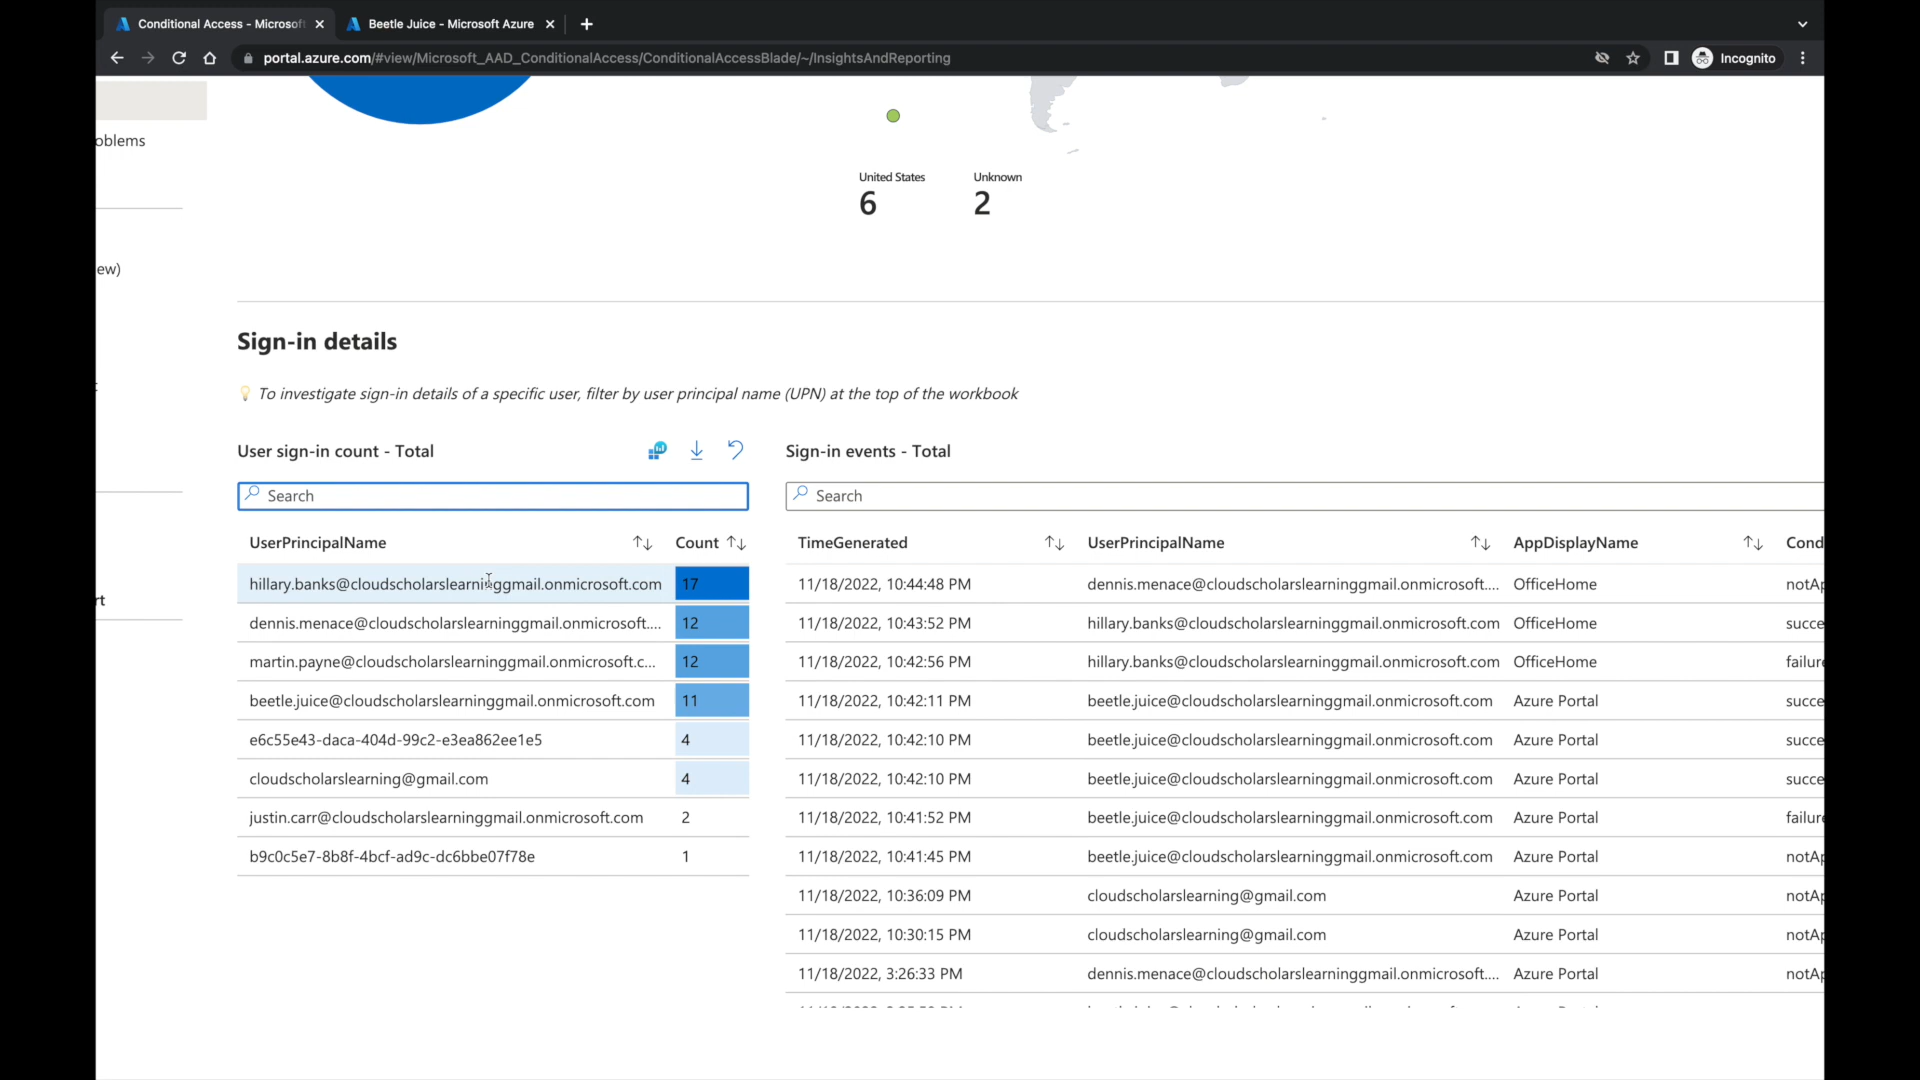 Conditional Access - Microsoft
Beetle Juice - Microsoft Azure
portal.azure.com/#view/Microsoft_AAD_ConditionalAccess/ConditionalAccessBlade/~/InsightsAndReporting
Incognito
oblems
ew)
rt
United States
6
Unknown
2
Sign-in details
To investigate sign-in details of a specific user, filter by user principal name (UPN) at the top of the workbook
User sign-in count - Total
Search
UserPrincipalName Count
hillary.banks@cloudscholarslearninggmail.onmicrosoft.com 17
dennis.menace@cloudscholarslearninggmail.onmicrosoft.... 12
martin.payne@cloudscholarslearninggmail.onmicrosoft.c... 12
beetle.juice@cloudscholarslearninggmail.onmicrosoft.com 11
e6c55e43-daca-404d-99c2-e3ea862ee1e5 4
cloudscholarslearning@gmail.com 4
justin.carr@cloudscholarslearninggmail.onmicrosoft.com 2
b9c0c5e7-8b8f-4bcf-ad9c-dc6bbe07f78e 1
Sign-in events - Total
Search
TimeGenerated UserPrincipalName AppDisplayName Cond
11/18/2022, 10:44:48 PM dennis.menace@cloudscholarslearninggmail.onmicrosoft.... OfficeHome notAp
11/18/2022, 10:43:52 PM hillary.banks@cloudscholarslearninggmail.onmicrosoft.com OfficeHome succe
11/18/2022, 10:42:56 PM hillary.banks@cloudscholarslearninggmail.onmicrosoft.com OfficeHome failure
11/18/2022, 10:42:11 PM beetle.juice@cloudscholarslearninggmail.onmicrosoft.com Azure Portal succe
11/18/2022, 10:42:10 PM beetle.juice@cloudscholarslearninggmail.onmicrosoft.com Azure Portal succe
11/18/2022, 10:42:10 PM beetle.juice@cloudscholarslearninggmail.onmicrosoft.com Azure Portal succe
11/18/2022, 10:41:52 PM beetle.juice@cloudscholarslearninggmail.onmicrosoft.com Azure Portal failure
11/18/2022, 10:41:45 PM beetle.juice@cloudscholarslearninggmail.onmicrosoft.com Azure Portal notAp
11/18/2022, 10:36:09 PM cloudscholarslearning@gmail.com Azure Portal notAp
11/18/2022, 10:30:15 PM cloudscholarslearning@gmail.com Azure Portal notAp
11/18/2022, 3:26:33 PM dennis.menace@cloudscholarslearninggmail.onmicrosoft.... Azure Portal notAp